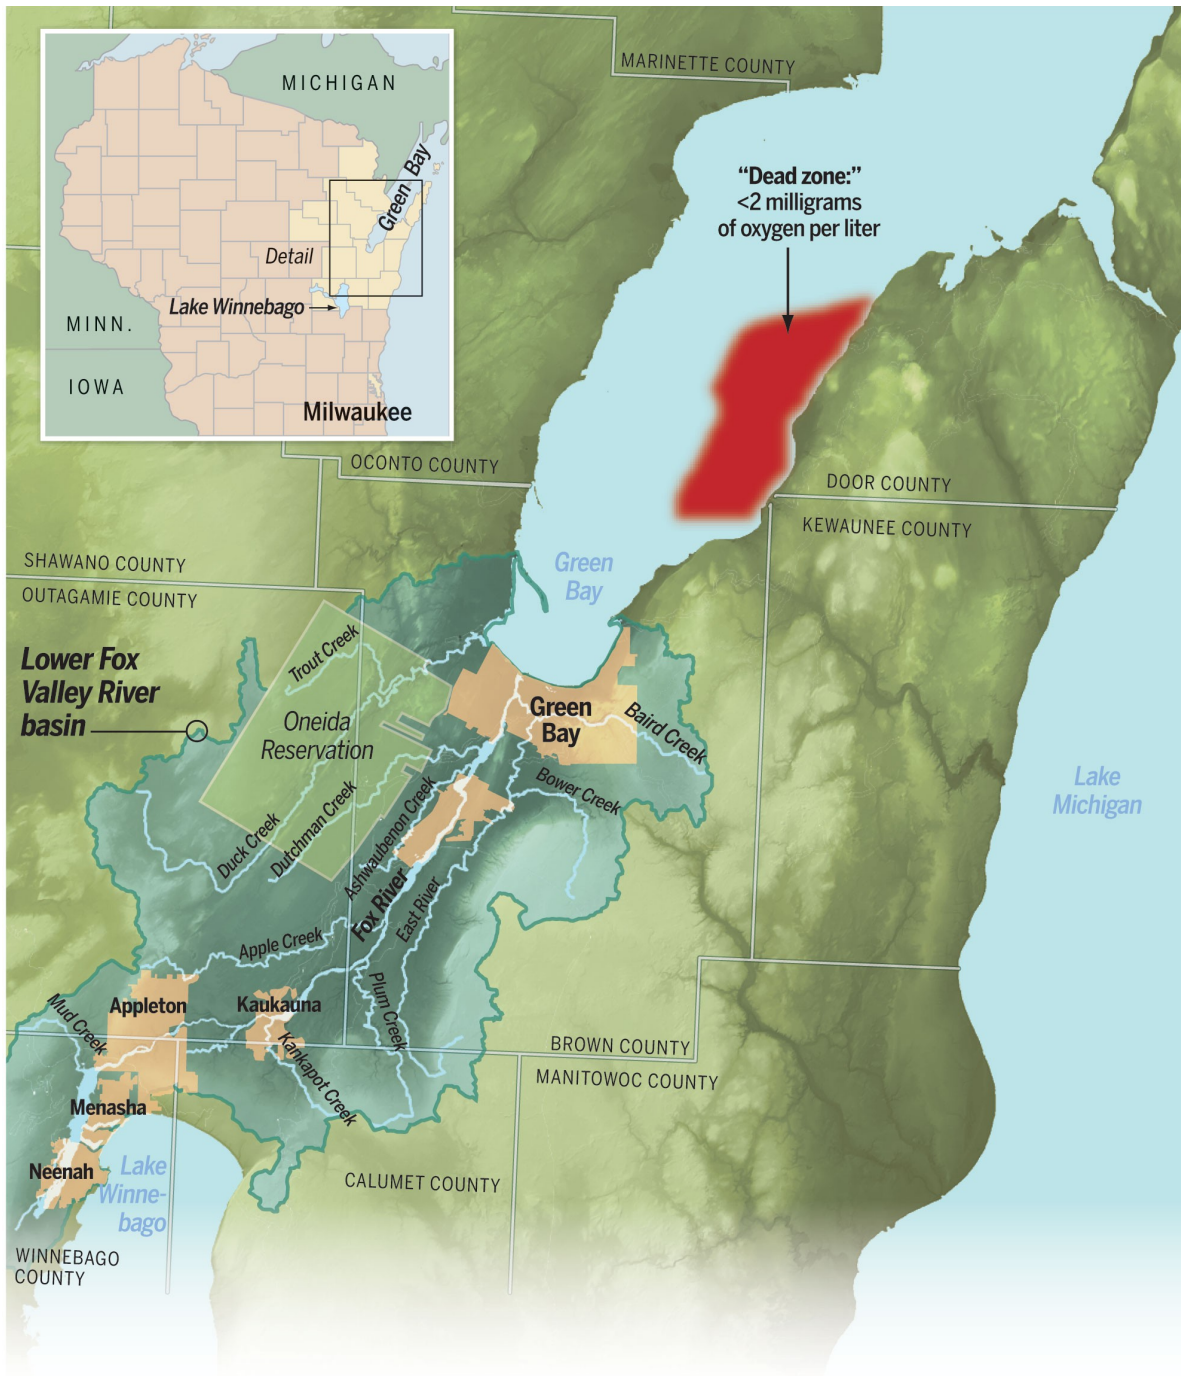 MICHIGAN
Green Bay
Detail
Lake Winnebago
MINN.
IOWA
Milwaukee
MARINETTE COUNTY
“Dead zone:”
<2 milligrams
of oxygen per liter
OCONTO COUNTY
DOOR COUNTY
KEWAUNEE COUNTY
SHAWANO COUNTY
OUTAGAMIE COUNTY
Green
Bay
Lower Fox
Valley River
basin
Trout Creek
Oneida
Reservation
Green
Bay
Baird Creek
Lake
Michigan
Bower Creek
Duck Creek
Dutchman Creek
Ashwaubenon Creek
Fox River
East River
Apple Creek
Plum Creek
Mud Creek
Appleton
Kaukauna
Kankapot Creek
BROWN COUNTY
MANITOWOC COUNTY
Menasha
Neenah
Lake
Winne-
bago
CALUMET COUNTY
WINNEBAGO
COUNTY